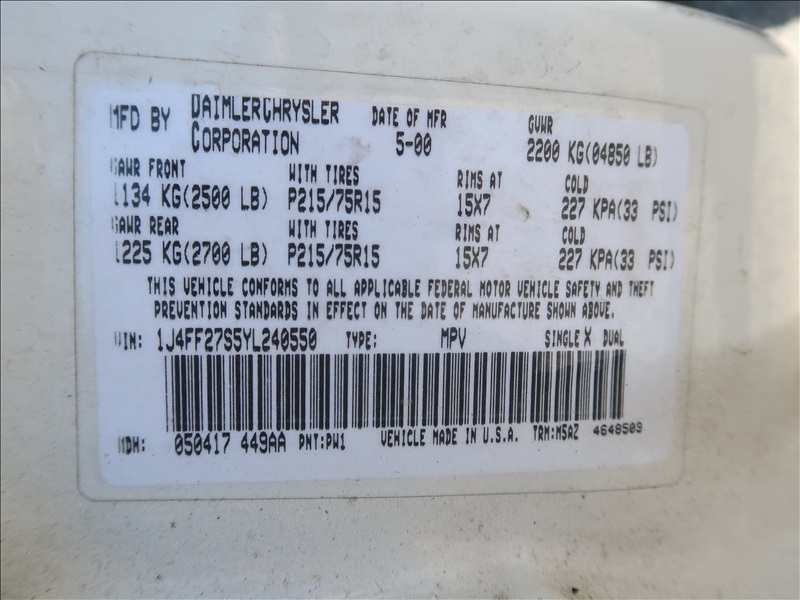 MFD BY DAIMLERCHRYSLER CORPORATION DATE OF MFR 5-00 GVWR 2200 KG(04850 LB)
GAWR FRONT WITH TIRES RIMS AT COLD
1134 KG(2500 LB) P215/75R15 15X7 227 KPA(33 PSI)
GAWR REAR WITH TIRES RIMS AT COLD
1225 KG(2700 LB) P215/75R15 15X7 227 KPA(33 PSI)
THIS VEHICLE CONFORMS TO ALL APPLICABLE FEDERAL MOTOR VEHICLE SAFETY AND THEFT
PREVENTION STANDARDS IN EFFECT ON THE DATE OF MANUFACTURE SHOWN ABOVE.
VIN: 1J4FF27S5YL240550 TYPE: MPV SINGLE X DUAL
MDH: 050417 449AA PNT:PW1 VEHICLE MADE IN U.S.A. TRM:M5AZ 4648509